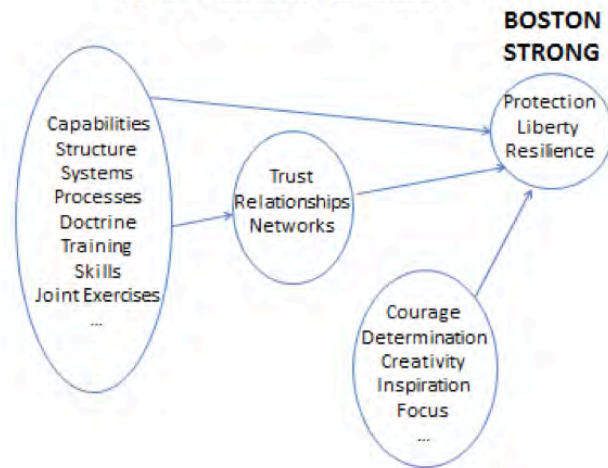 BOSTON
STRONG
Protection
Liberty
Resilience
Capabilities
Structure
Systems
Processes
Doctrine
Training
Skills
Joint Exercises
...
Trust
Relationships
Networks
Courage
Determination
Creativity
Inspiration
Focus
...